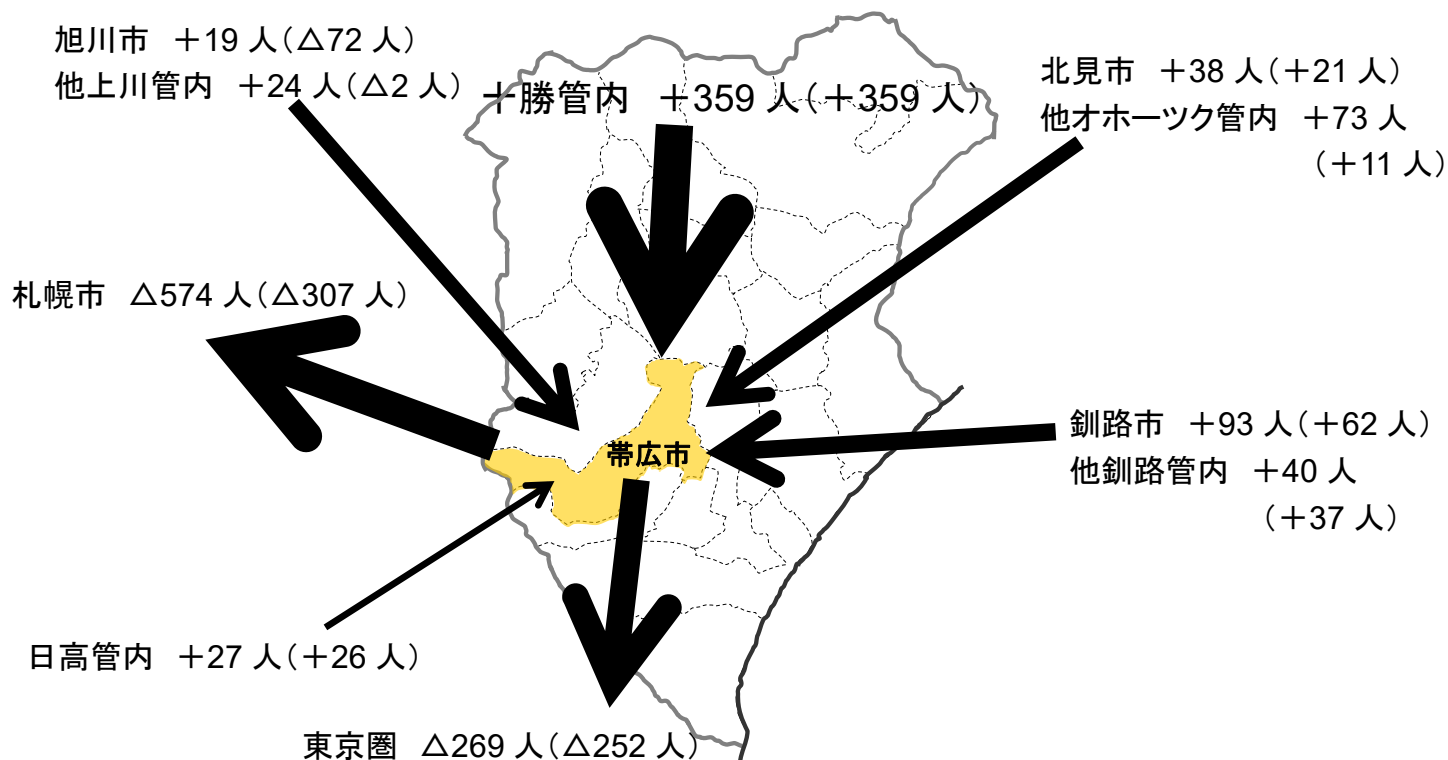 旭川市 +19 人(△72 人)
他上川管内 +24 人(△2 人)
十勝管内 +359 人(+359 人)
北見市 +38 人(+21 人)
他オホーツク管内 +73 人
(+11 人)
札幌市 △574 人(△307 人)
帯広市
釧路市 +93 人(+62 人)
他釧路管内 +40 人
(+37 人)
日高管内 +27 人(+26 人)
東京圏 △269 人(△252 人)